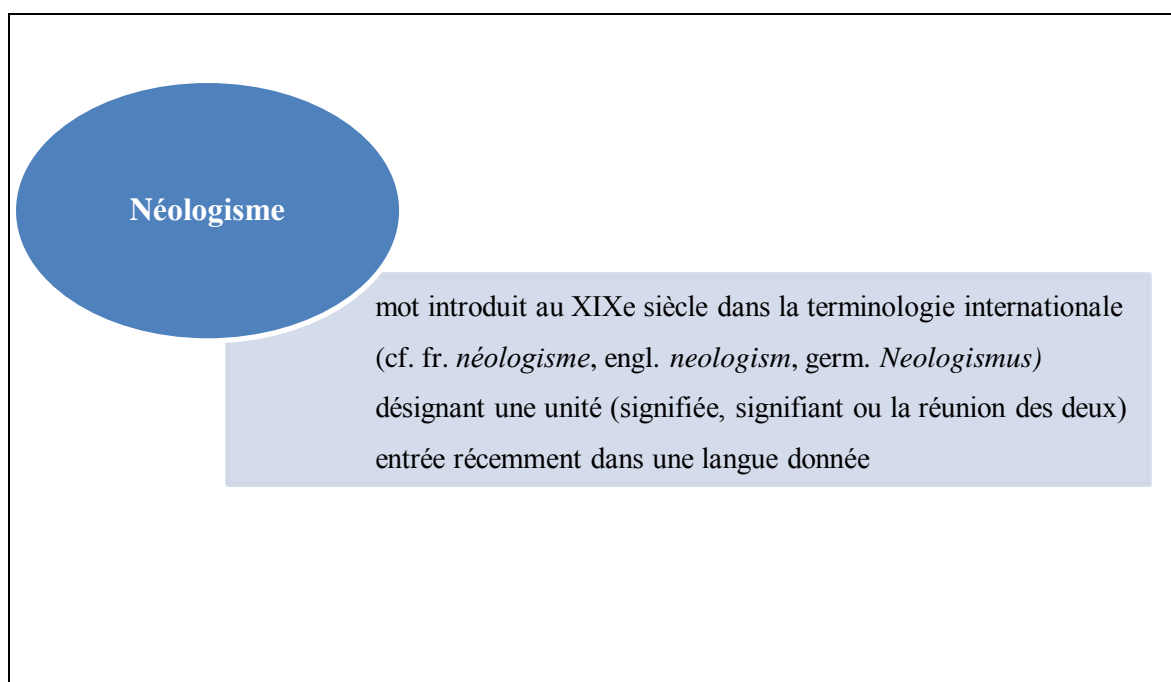 Néologisme
mot introduit au XIXe siècle dans la terminologie internationale
(cf. fr. néologisme, engl. neologism, germ. Neologismus)
désignant une unité (signifiée, signifiant ou la réunion des deux)
entrée récemment dans une langue donnée